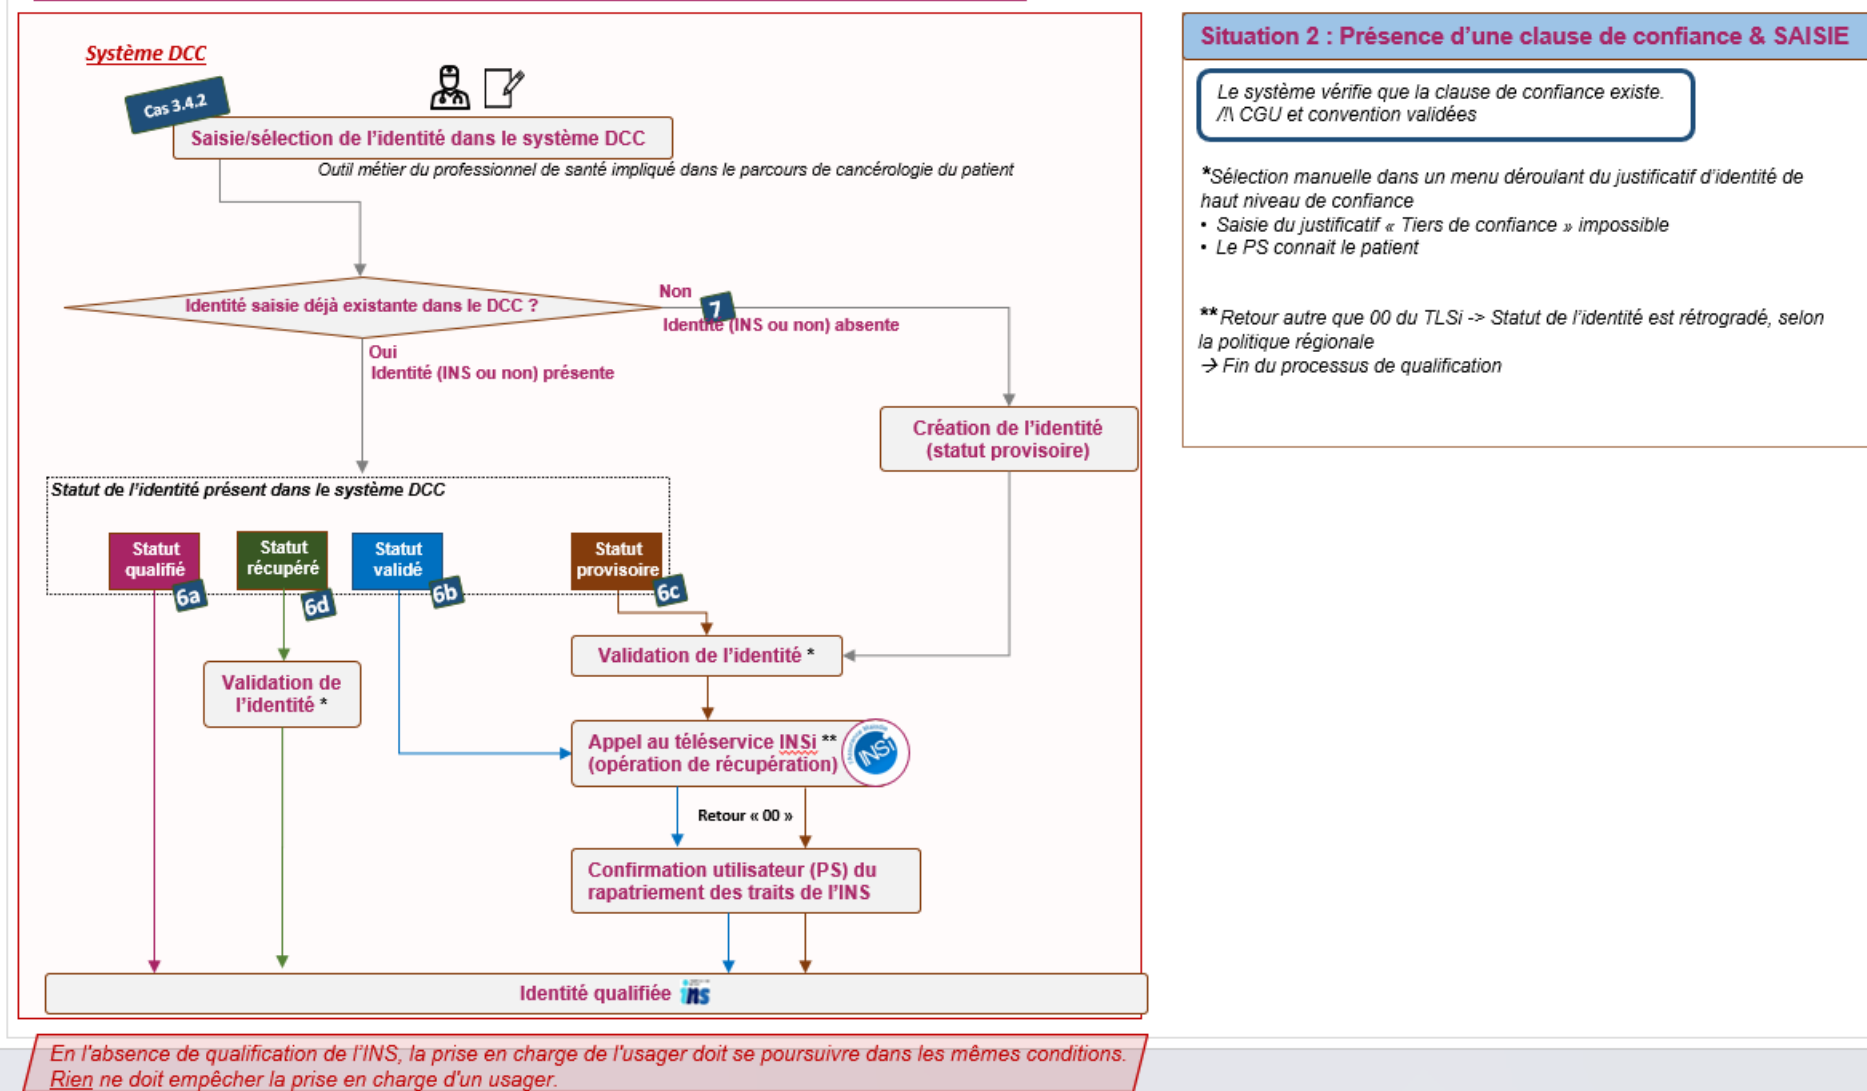 Système DCC
Cas 3.4.2
Saisie/sélection de l'identité dans le système DCC
Outil métier du professionnel de santé impliqué dans le parcours de cancérologie du patient
Identité saisie déjà existante dans le DCC ?
Non
7
Identité (INS ou non) absente
Oui
Identité (INS ou non) présente
Création de l'identité
(statut provisoire)
Statut de l'identité présent dans le système DCC
Statut
qualifié
6a
Statut
récupéré
6d
Statut
validé
6b
Statut
provisoire
6c
Validation de l'identité *
Validation de
l'identité *
Appel au téléservice INSi **
(opération de récupération)
INSi
Retour « 00 »
Confirmation utilisateur (PS) du
rapatriement des traits de l'INS
Identité qualifiée ins
En l'absence de qualification de l'INS, la prise en charge de l'usager doit se poursuivre dans les mêmes conditions.
Rien ne doit empêcher la prise en charge d'un usager.
Situation 2 : Présence d'une clause de confiance & SAISIE
Le système vérifie que la clause de confiance existe.
/!\ CGU et convention validées
*Sélection manuelle dans un menu déroulant du justificatif d'identité de
haut niveau de confiance
• Saisie du justificatif « Tiers de confiance » impossible
• Le PS connait le patient
**Retour autre que 00 du TLSi -> Statut de l'identité est rétrogradé, selon
la politique régionale
→ Fin du processus de qualification